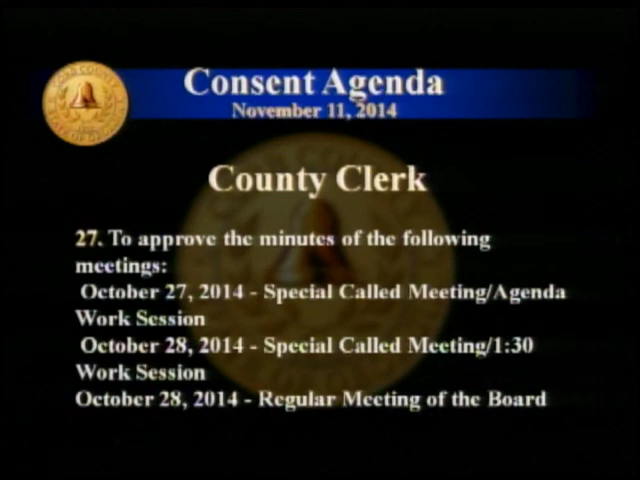 COBB COUNTY
Consent Agenda
November 11, 2014
County Clerk
27. To approve the minutes of the following
meetings:
October 27, 2014 - Special Called Meeting/Agenda
Work Session
October 28, 2014 - Special Called Meeting/1:30
Work Session
October 28, 2014 - Regular Meeting of the Board